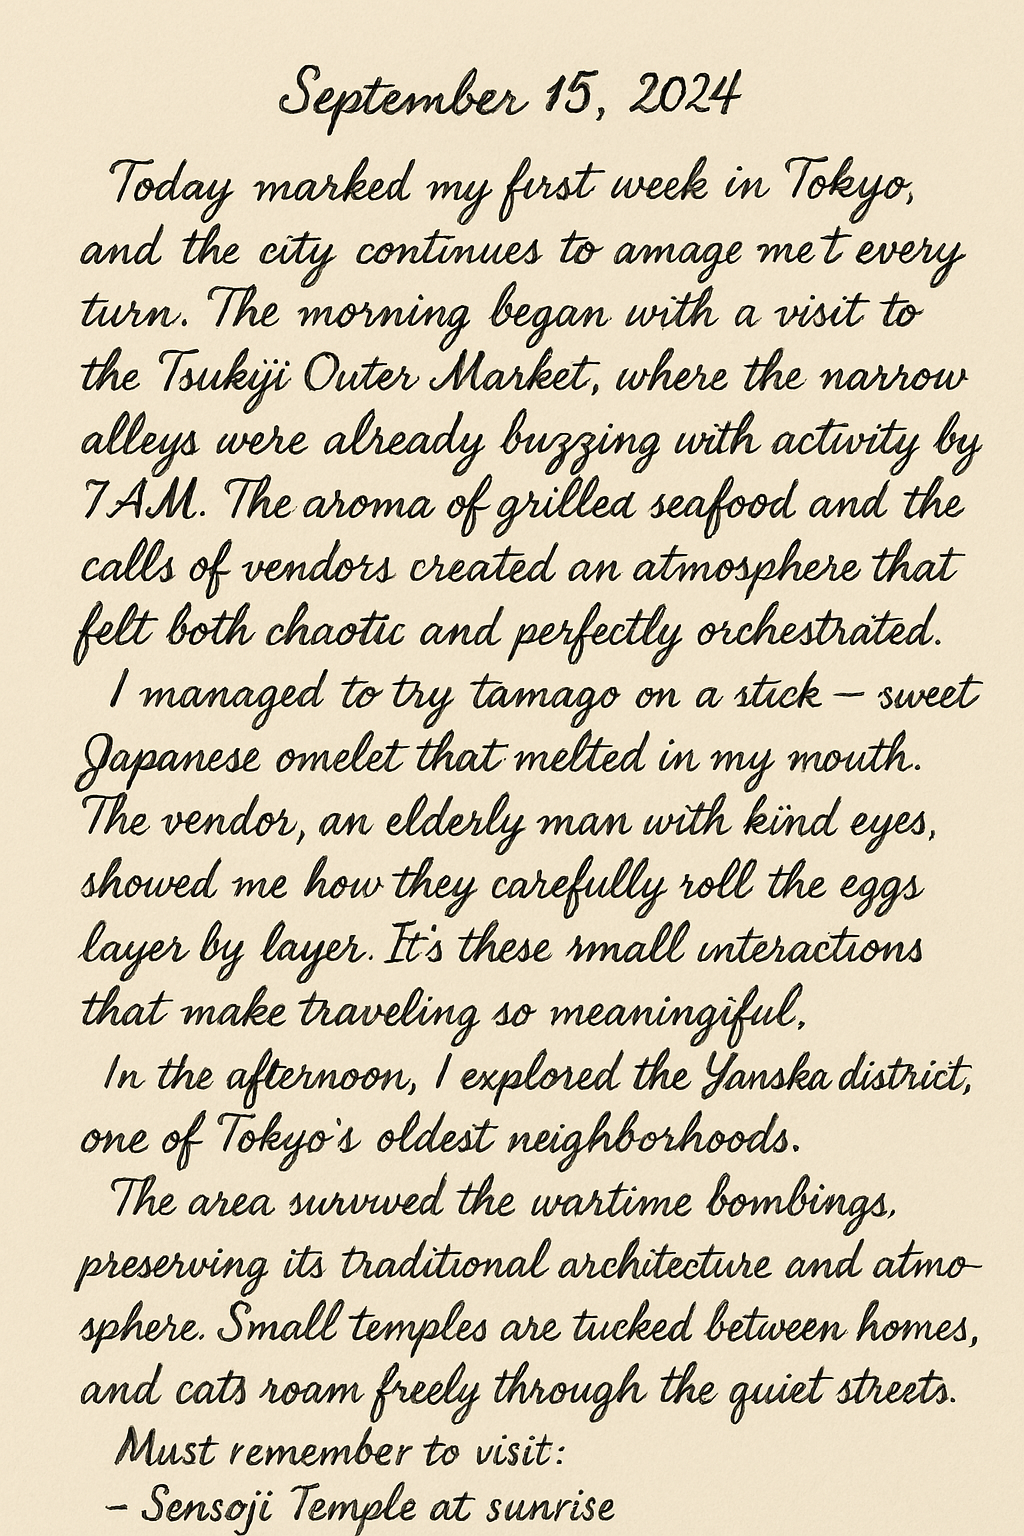 September 15, 2024
Today marked my first week in Tokyo,
and the city continues to amage me t every
turn. The morning began with a visit to
the Tsukiji Outer Market, where the narrow
alleys were already buzzing with activity by
7 AM. The aroma of grilled seafood and the
calls of vendors created an atmosphere that
felt both chaotic and perfectly orchestrated.
I managed to try tamago on a stick – sweet
Japanese omelet that melted in my mouth.
The vendor, an elderly man with kind eyes,
showed me how they carefully roll the eggs
layer by layer. It's these small interactions
that make traveling so meaningiful,
In the afternoon, I explored the Yanska district,
one of Tokyo's oldest neighborhoods.
The area survived the wartime bombings,
preserving its traditional architecture and atmo-
sphere. Small temples are tucked between homes,
and cats roam freely through the quiet streets.
Must remember to visit:
– Sensoji Temple at sunrise